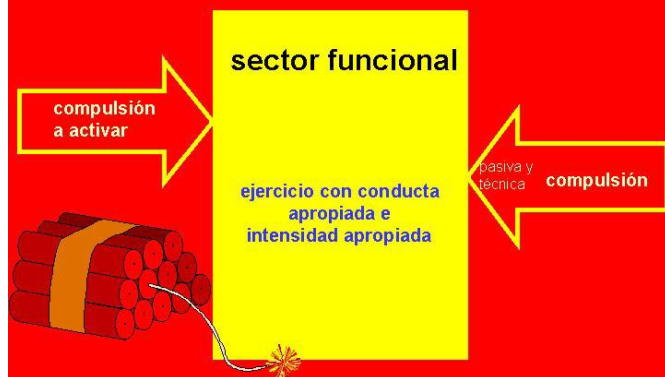 sector funcional
compulsión
a activar
pasiva y
técnica compulsión
ejercicio con conducta
apropiada e
intensidad apropiada